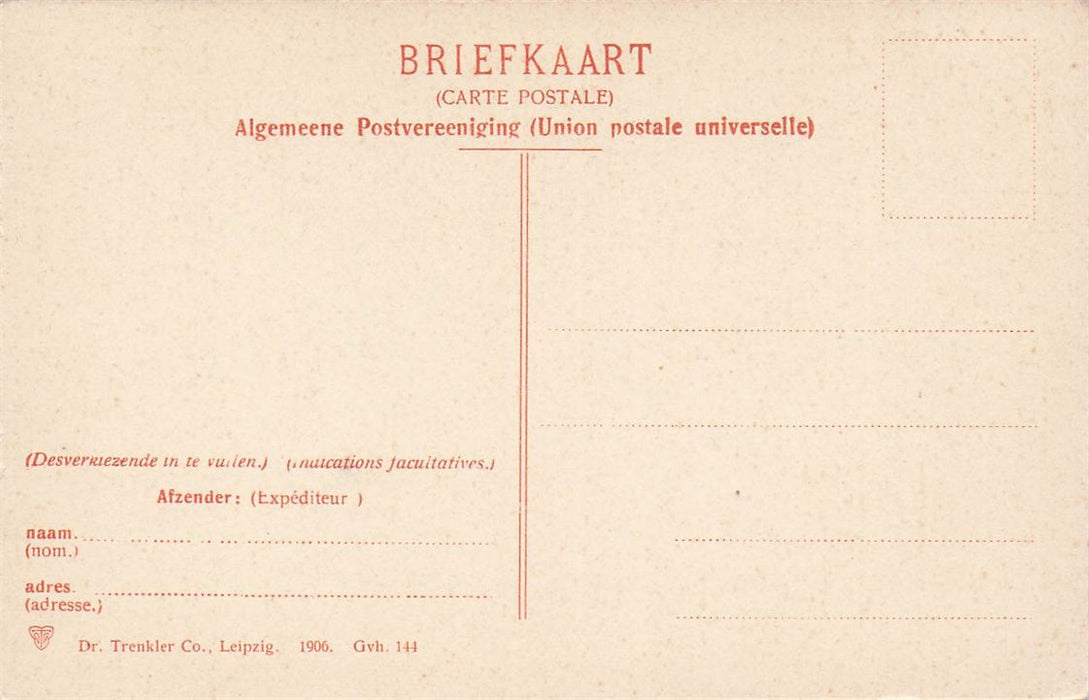 BRIEFKAART
(CARTE POSTALE)
Algemeene Postvereeniging (Union postale universelle)
(Desverkiezende in te vullen.) (Indications facultatives.)
Afzender: (Expéditeur )
naam.
(nom.)
adres.
(adresse.)
Dr. Trenkler Co., Leipzig. 1906. Gvh. 144